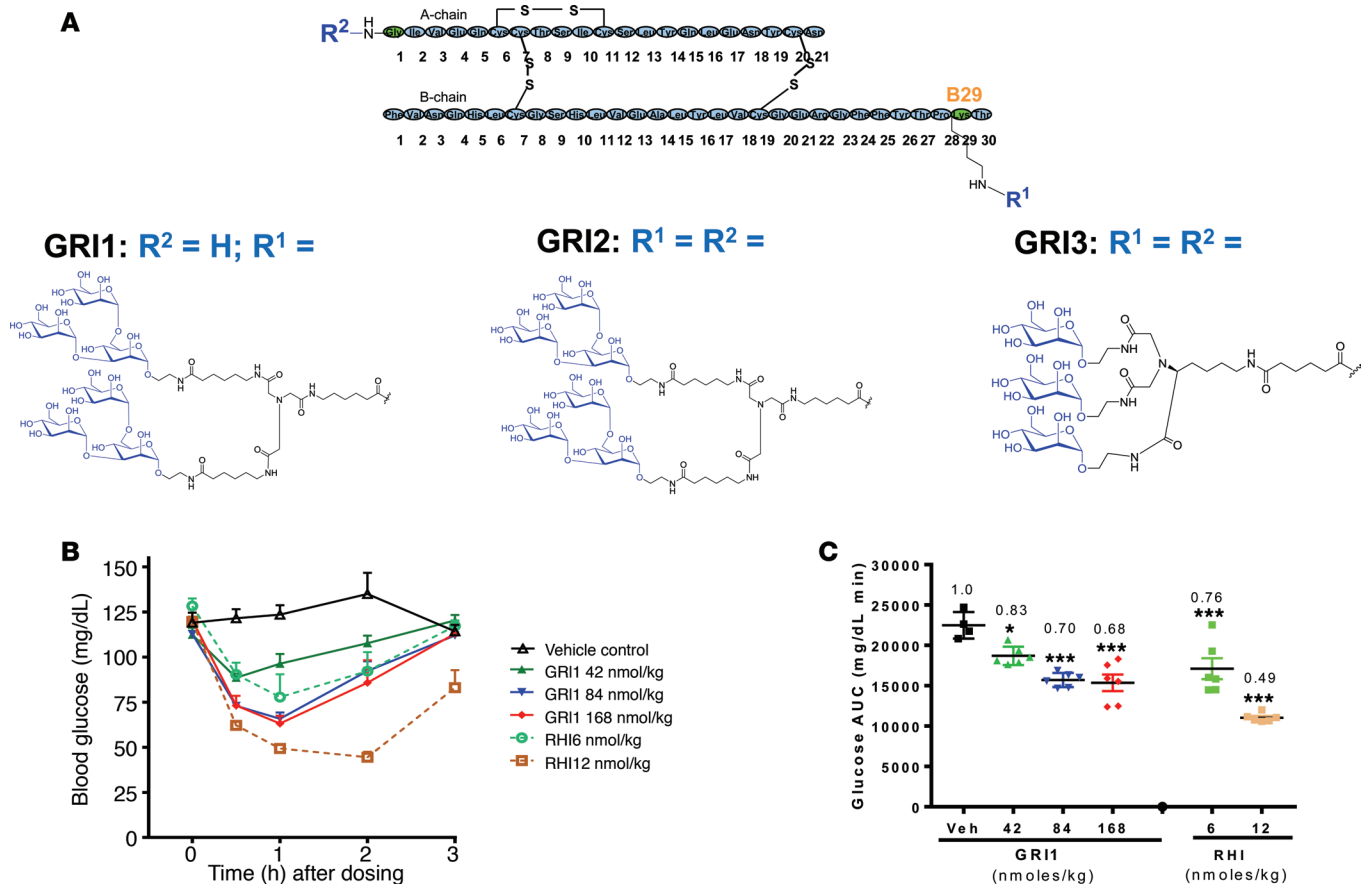 A
A-chain
S S
R²
H
N
Gly Ile Val Glu Gln Cys Cys Thr Ser Ile Cys Ser Leu Tyr Gln Leu Glu Asn Tyr Cys Asn
1 2 3 4 5 6 7 8 9 10 11 12 13 14 15 16 17 18 19 20 21
S S
S S
B-chain
B29
Phe Val Asn Gln His Leu Cys Gly Ser His Leu Val Glu Ala Leu Tyr Leu Val Cys Gly Glu Arg Gly Phe Phe Tyr Thr Pro Lys Thr
1 2 3 4 5 6 7 8 9 10 11 12 13 14 15 16 17 18 19 20 21 22 23 24 25 26 27 28 29 30
HN
R¹
GRI1: R² = H; R¹ =
GRI2: R¹ = R² =
GRI3: R¹ = R² =
B
Blood glucose (mg/dL)
150
125
100
75
50
25
0
0 1 2 3
Time (h) after dosing
Vehicle control
GRI1 42 nmol/kg
GRI1 84 nmol/kg
GRI1 168 nmol/kg
RHI6 nmol/kg
RHI12 nmol/kg
C
Glucose AUC (mg/dL min)
30000
25000
20000
15000
10000
5000
0
1.0
0.83
*
0.70
***
0.68
***
0.76
***
0.49
***
Veh 42 84 168 6 12
GRI1 RHI
(nmoles/kg) (nmoles/kg)